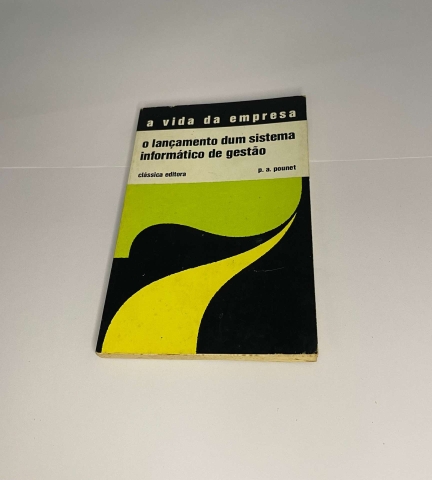 a vida da empresa
o lançamento dum sistema
informático de gestão
clássica editora p. a. pounet